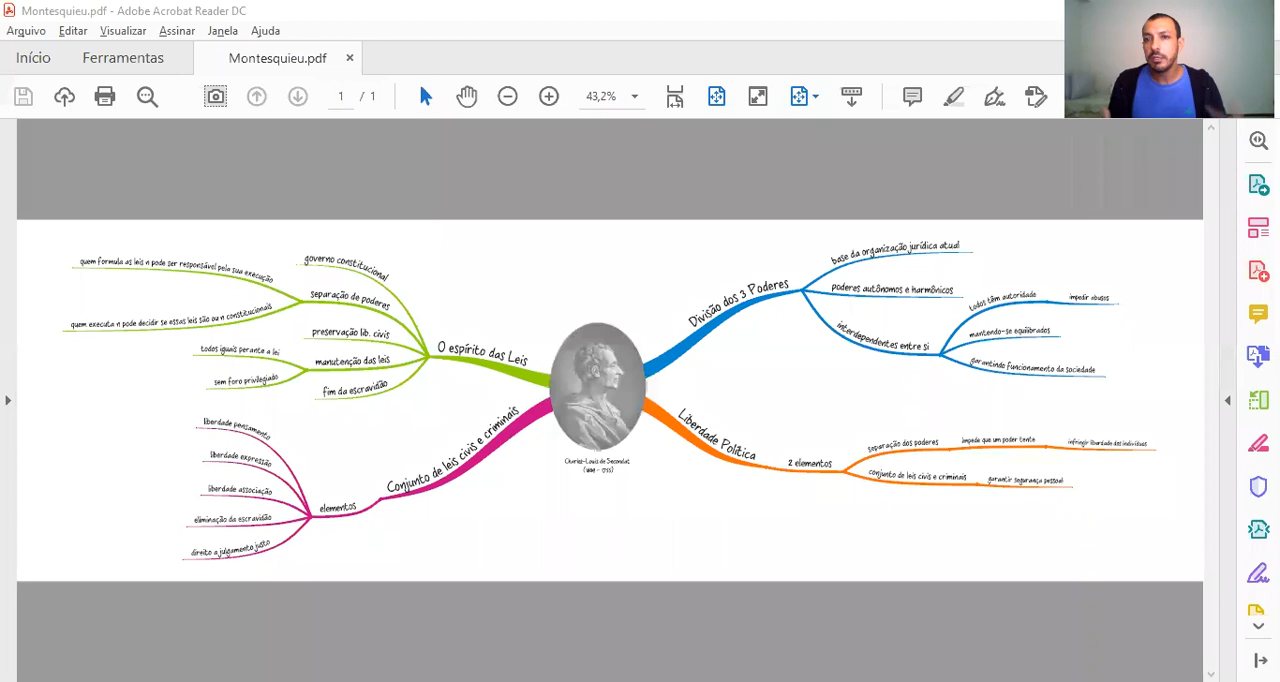 Montesquieu.pdf - Adobe Acrobat Reader DC
Arquivo Editar Visualizar Assinar Janela Ajuda
Início Ferramentas Montesquieu.pdf ×
1 / 1 43,2%
quem formula as leis n pode ser responsável pela sua execução
quem executa n pode decidir se essas leis são ou n constitucionais
todos iguais perante a lei
sem foro privilegiado
governo constitucional
separação de poderes
preservação lib. civis
manutenção das leis
fim da escravidão
O espírito das Leis
liberdade pensamento
liberdade expressão
liberdade associação
eliminação da escravidão
direito a julgamento justo
elementos
Conjunto de leis civis e criminais
Charles-Louis de Secondat
Divisão dos 3 Poderes
base da organização jurídica atual
poderes autônomos e harmônicos
interdependentes entre si
todos têm autoridade
impedir abusos
mantendo-se equilibrados
garantindo funcionamento da sociedade
Liberdade Política
2 elementos
separação dos poderes
impede que um poder tente
infringir liberdade dos indivíduos
conjunto de leis civis e criminais
garantir segurança pessoal